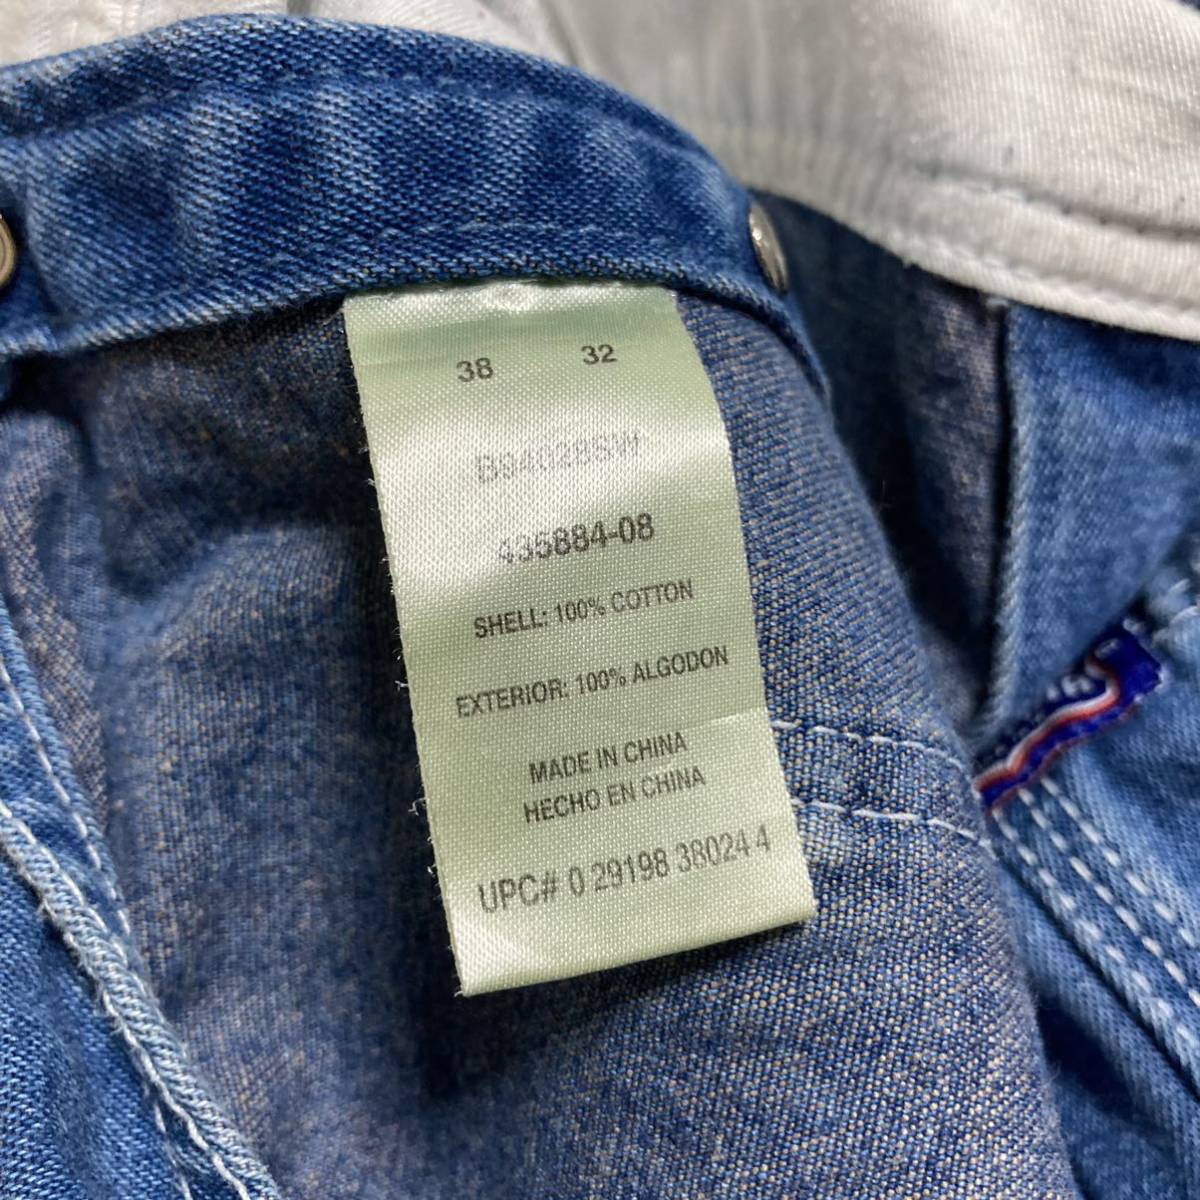 38 32
B94028SW
435884-08
SHELL: 100% COTTON
EXTERIOR: 100% ALGODON
MADE IN CHINA
HECHO EN CHINA
UPC# 0 29198 38024 4